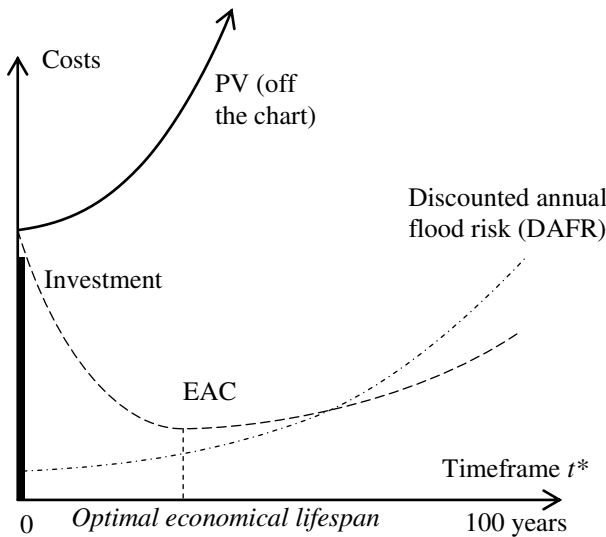 Costs
PV (off
the chart)
Discounted annual
flood risk (DAFR)
Investment
EAC
Timeframe t*
0
Optimal economical lifespan
100 years